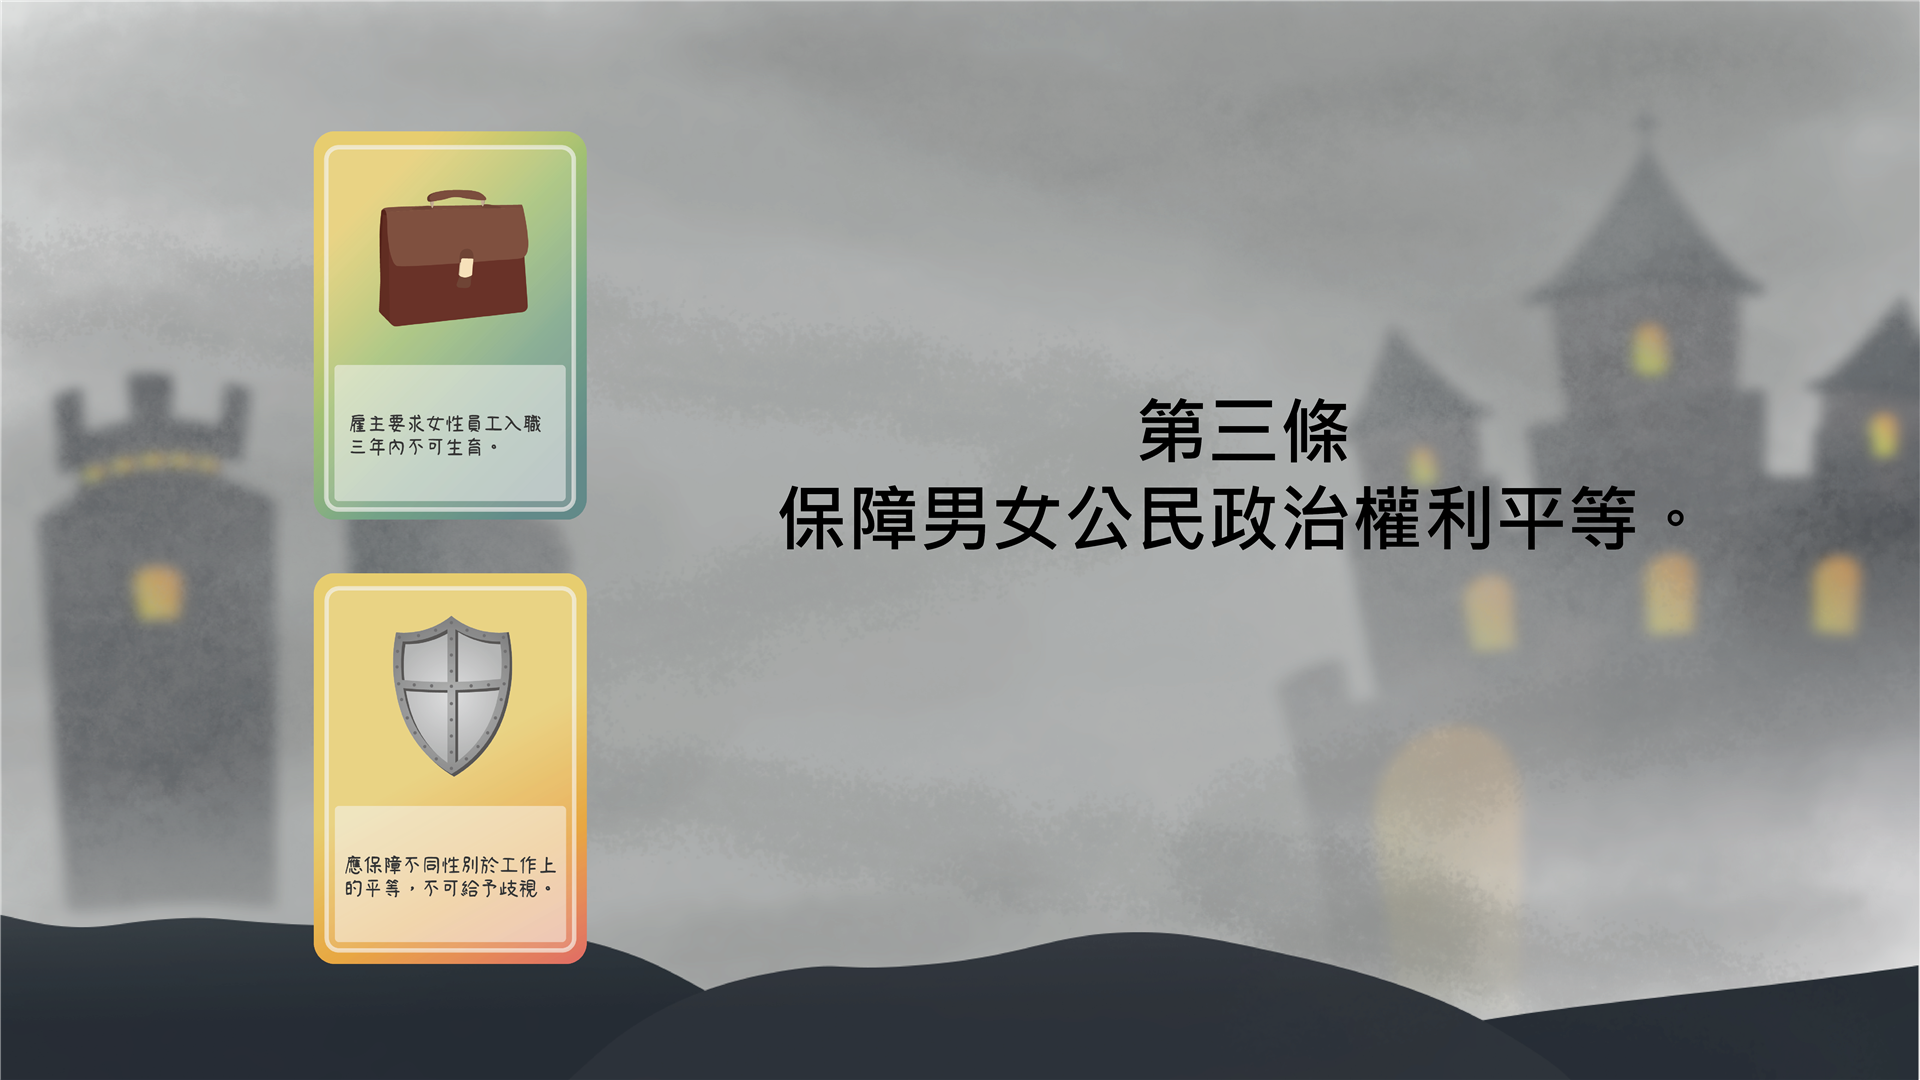 雇主要求女性員工入職
三年內不可生育。
應保障不同性別於工作上
的平等，不可給予歧視。
第三條
保障男女公民政治權利平等。